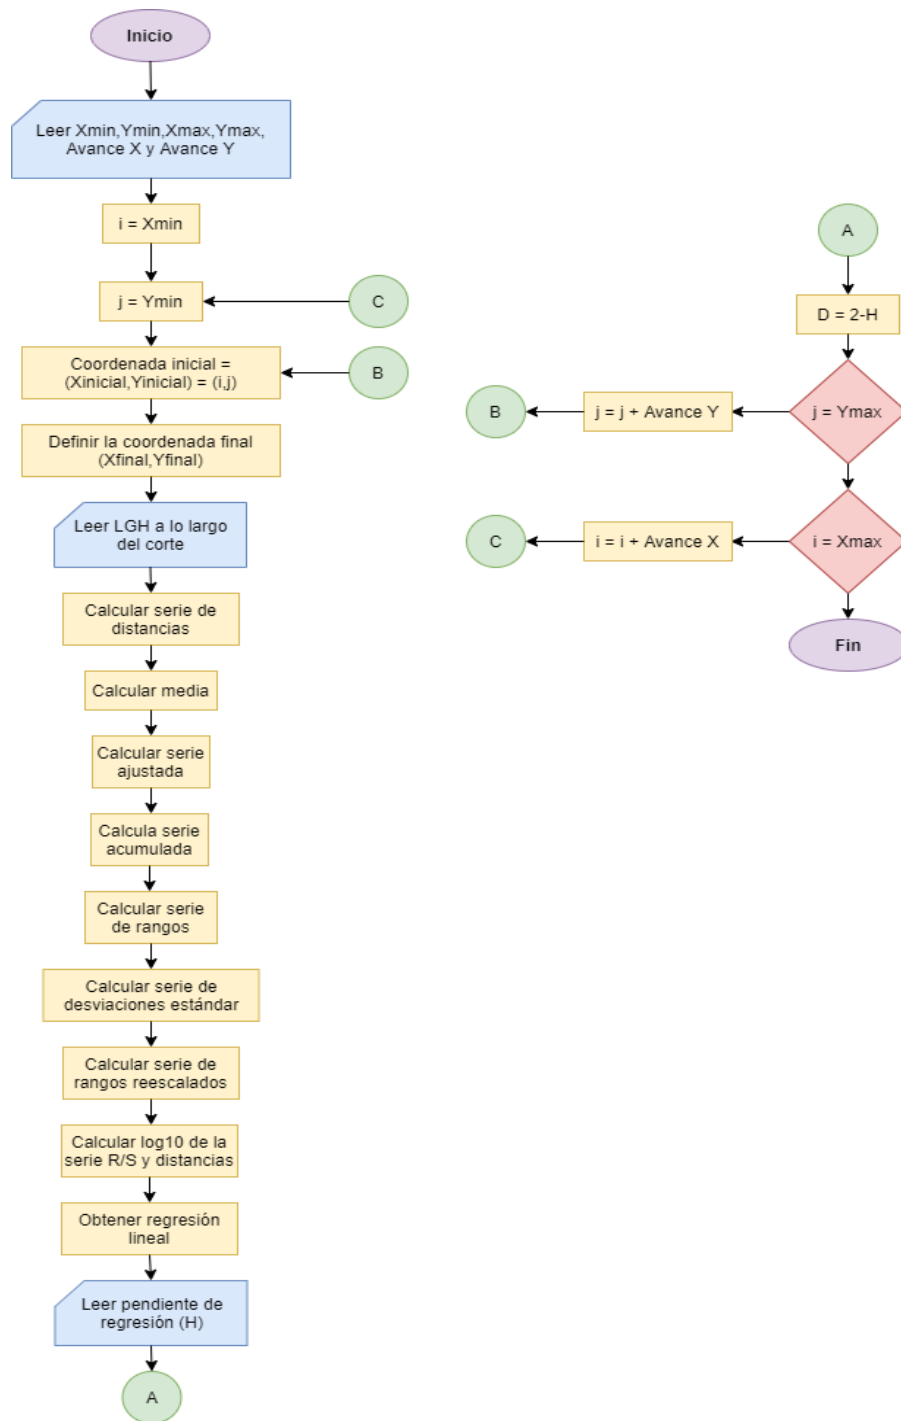 Inicio
Leer Xmin,Ymin,Xmax,Ymax,
Avance X y Avance Y
i = Xmin
j = Ymin
C
Coordenada inicial =
(Xinicial,Yinicial) = (i,j)
B
Definir la coordenada final
(Xfinal,Yfinal)
Leer LGH a lo largo
del corte
Calcular serie de
distancias
Calcular media
Calcular serie
ajustada
Calcula serie
acumulada
Calcular serie
de rangos
Calcular serie de
desviaciones estándar
Calcular serie de
rangos reescalados
Calcular log10 de la
serie R/S y distancias
Obtener regresión
lineal
Leer pendiente de
regresión (H)
A
A
D = 2-H
j = Ymax
j = j + Avance Y
B
i = Xmax
i = i + Avance X
C
Fin